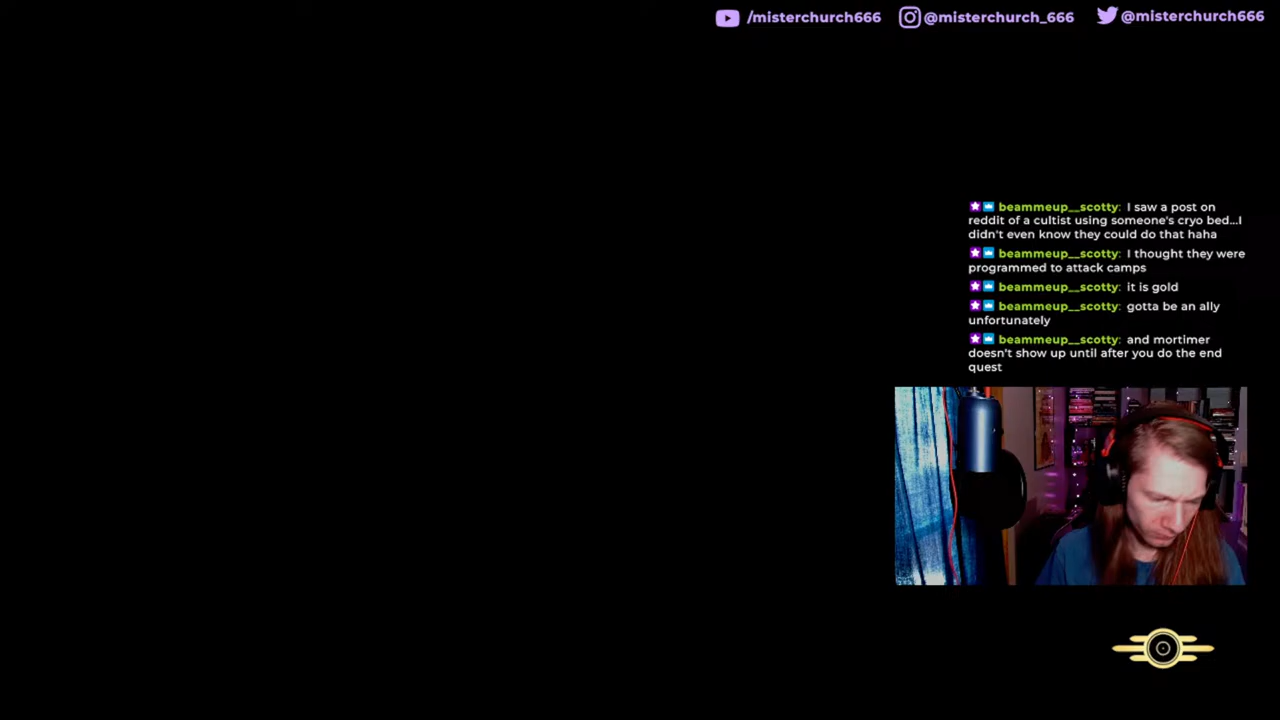 /misterchurch666 @misterchurch_666 @misterchurch666
beammeup__scotty: I saw a post on
reddit of a cultist using someone's cryo bed...I
didn't even know they could do that haha
beammeup__scotty: I thought they were
programmed to attack camps
beammeup__scotty: it is gold
beammeup__scotty: gotta be an ally
unfortunately
beammeup__scotty: and mortimer
doesn't show up until after you do the end
quest